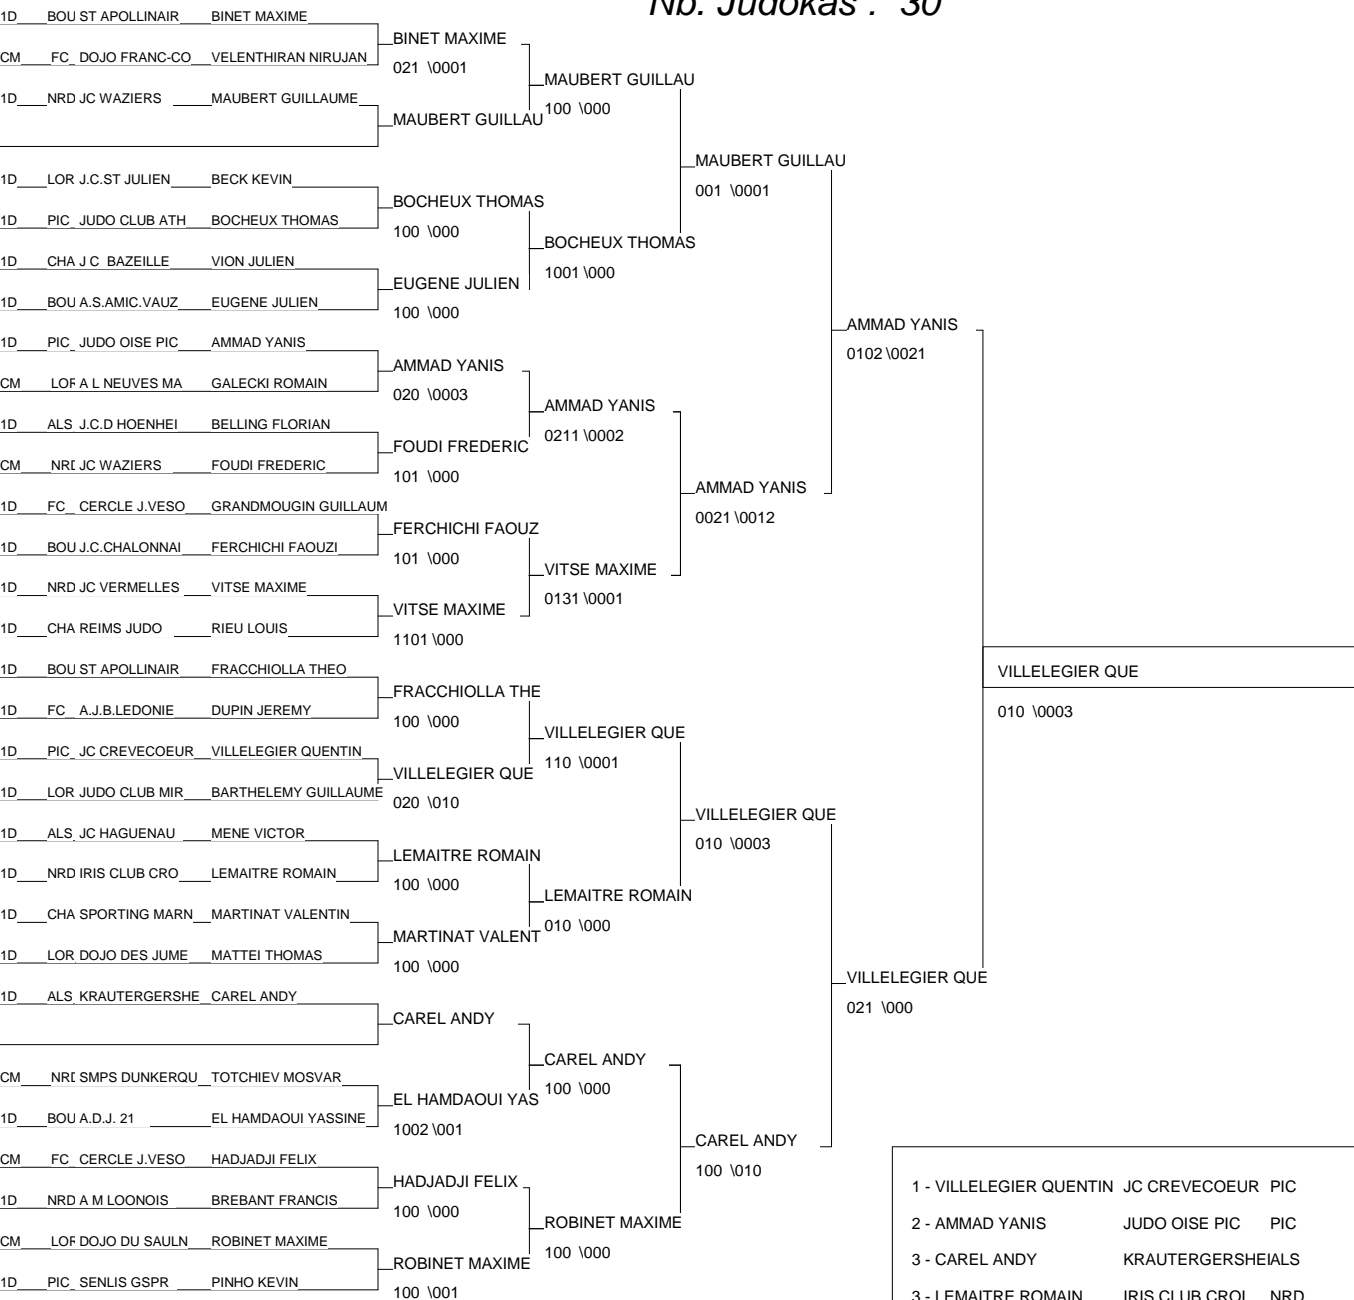 Nb. Judokas : 30
1D BOU ST APOLLINAIR BINET MAXIME
BINET MAXIME
CM FC DOJO FRANC-CO VELENTHIRAN NIRUJAN
021 \0001
MAUBERT GUILLAU
1D NRD JC WAZIERS MAUBERT GUILLAUME
100 \000
MAUBERT GUILLAU
MAUBERT GUILLAU
1D LOR J.C.ST JULIEN BECK KEVIN
001 \0001
BOCHEUX THOMAS
1D PIC JUDO CLUB ATH BOCHEUX THOMAS
100 \000
BOCHEUX THOMAS
1D CHA J C BAZEILLE VION JULIEN
1001 \000
EUGENE JULIEN
1D BOU A.S.AMIC.VAUZ EUGENE JULIEN
100 \000
AMMAD YANIS
1D PIC JUDO OISE PIC AMMAD YANIS
0102 \0021
AMMAD YANIS
CM LOR A L NEUVES MA GALECKI ROMAIN
020 \0003
AMMAD YANIS
1D ALS J.C.D HOENHEI BELLING FLORIAN
0211 \0002
FOUDI FREDERIC
CM NRD JC WAZIERS FOUDI FREDERIC
101 \000
AMMAD YANIS
1D FC CERCLE J.VESO GRANDMOUGIN GUILLAUM
0021 \0012
FERCHICHI FAOUZ
1D BOU J.C.CHALONNAI FERCHICHI FAOUZI
101 \000
VITSE MAXIME
1D NRD JC VERMELLES VITSE MAXIME
0131 \0001
VITSE MAXIME
1D CHA REIMS JUDO RIEU LOUIS
1101 \000
1D BOU ST APOLLINAIR FRACCHIOLLA THEO
VILLELEGIER QUE
FRACCHIOLLA THE
1D FC A.J.B.LEDONIE DUPIN JEREMY
010 \0003
100 \000
VILLELEGIER QUE
1D PIC JC CREVECOEUR VILLELEGIER QUENTIN
110 \0001
VILLELEGIER QUE
1D LOR JUDO CLUB MIR BARTHELEMY GUILLAUME
020 \010
VILLELEGIER QUE
1D ALS JC HAGUENAU MENE VICTOR
010 \0003
LEMAITRE ROMAIN
1D NRD IRIS CLUB CRO LEMAITRE ROMAIN
100 \000
LEMAITRE ROMAIN
1D CHA SPORTING MARN MARTINAT VALENTIN
010 \000
MARTINAT VALENT
1D LOR DOJO DES JUME MATTEI THOMAS
100 \000
VILLELEGIER QUE
1D ALS KRAUTERGERSHE CAREL ANDY
021 \000
CAREL ANDY
CAREL ANDY
CM NRD SMPS DUNKERQU TOTCHIEV MOSVAR
100 \000
EL HAMDAOUI YAS
1D BOU A.D.J. 21 EL HAMDAOUI YASSINE
1002 \001
CAREL ANDY
CM FC CERCLE J.VESO HADJADJI FELIX
100 \010
HADJADJI FELIX
1D NRD A M LOONOIS BREBANT FRANCIS
100 \000
ROBINET MAXIME
CM LOR DOJO DU SAULN ROBINET MAXIME
100 \000
ROBINET MAXIME
1D PIC SENLIS GSPR PINHO KEVIN
100 \001
1 - VILLELEGIER QUENTIN JC CREVECOEUR PIC
2 - AMMAD YANIS JUDO OISE PIC PIC
3 - CAREL ANDY KRAUTERGERSHEIALS
3 - LEMAITRE ROMAIN IRIS CLUB CROI NRD